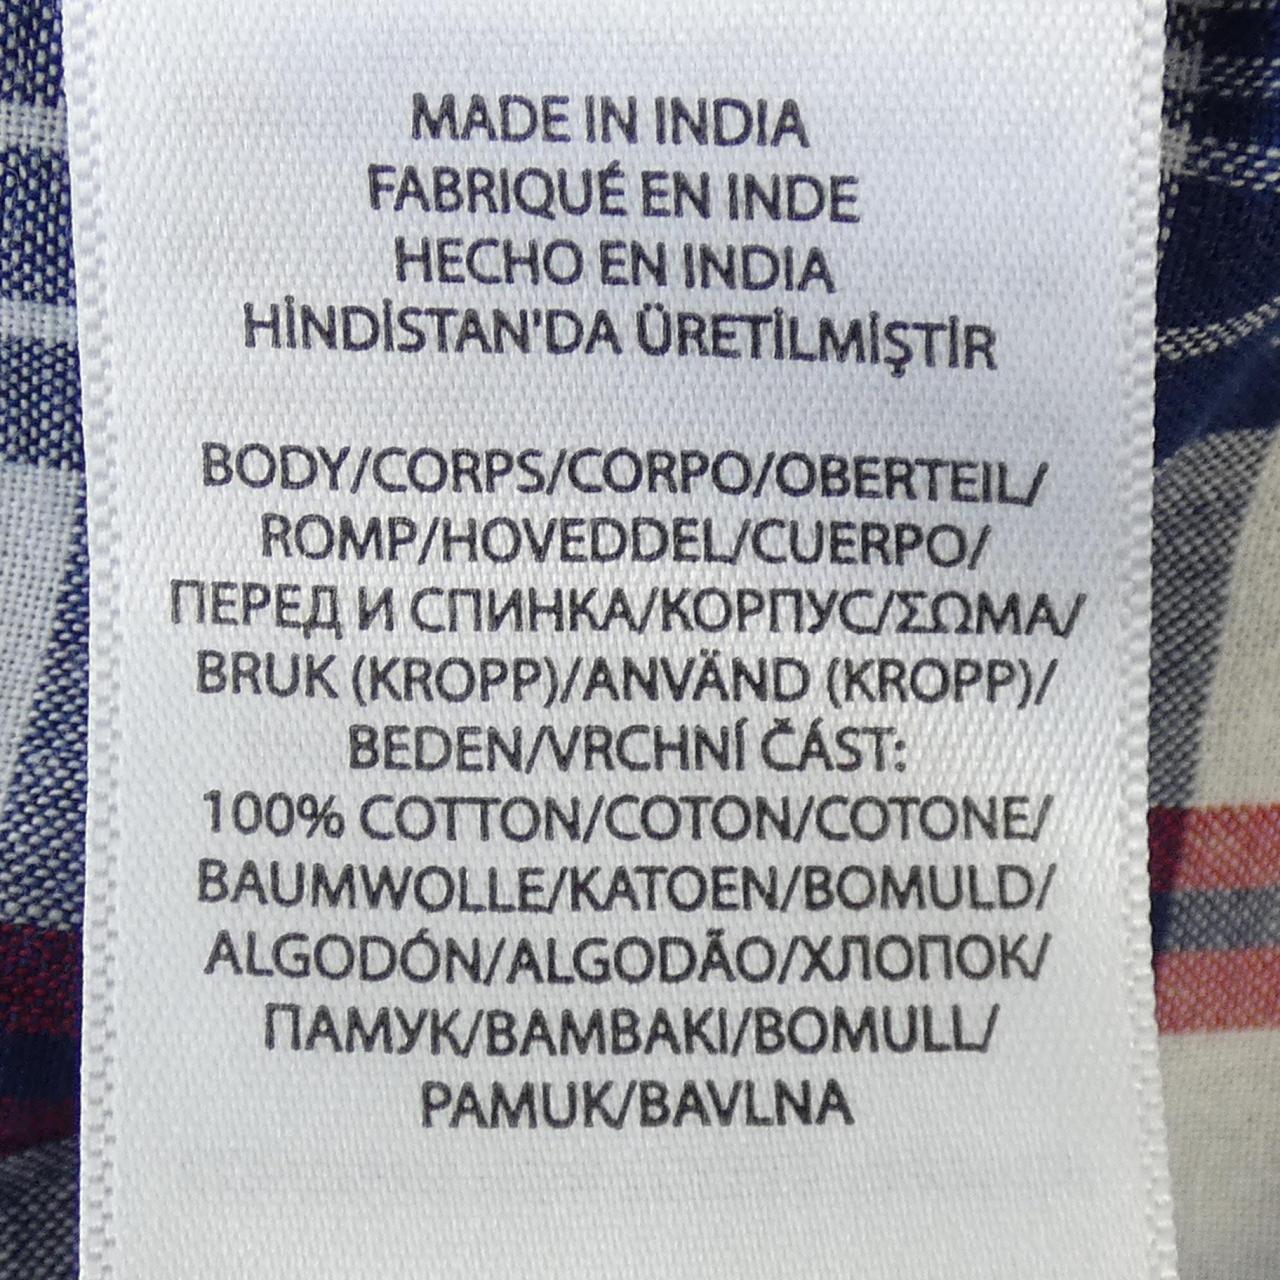 MADE IN INDIA
FABRIQUÉ EN INDE
HECHO EN INDIA
HİNDİSTAN'DA ÜRETİLMİŞTİR
BODY/CORPS/CORPO/OBERTEIL/
ROMP/HOVEDDEL/CUERPO/
ПЕРЕД И СПИНКА/КОРПУС/ΣΩΜΑ/
BRUK (KROPP)/ANVÄND (KROPP)/
BEDEN/VRCHNÍ ČÁST:
100% COTTON/COTON/COTONE/
BAUMWOLLE/KATOEN/BOMULD/
ALGODÓN/ALGODÃO/ХЛОПОК/
ПАМУК/ΒΑΜΒΑΚΙ/BOMULL/
PAMUK/BAVLNA